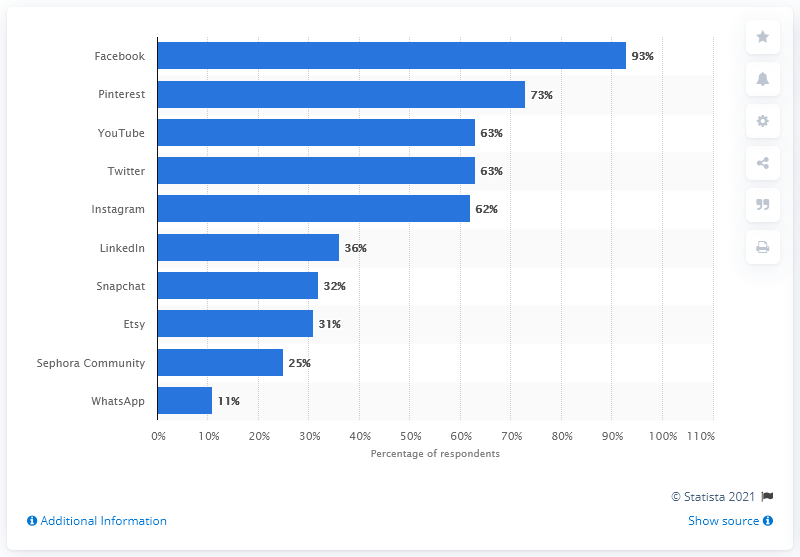 Facebook 93%
Pinterest 73%
YouTube 63%
Twitter 63%
Instagram 62%
LinkedIn 36%
Snapchat 32%
Etsy 31%
Sephora Community 25%
WhatsApp 11%
0% 10% 20% 30% 40% 50% 60% 70% 80% 90% 100% 110%
Percentage of respondents
© Statista 2021
Additional Information Show source